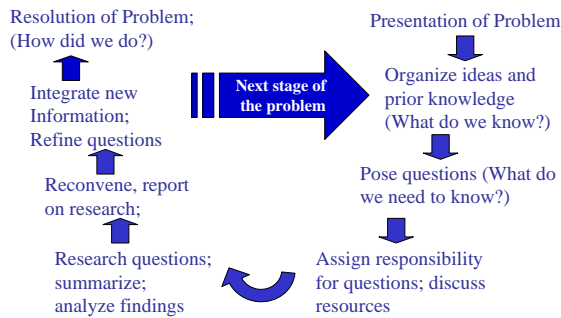 Presentation of Problem
Organize ideas and
prior knowledge
(What do we know?)
Pose questions (What do
we need to know?)
Assign responsibility
for questions; discuss
resources
Research questions;
summarize;
analyze findings
Reconvene, report
on research;
Integrate new
Information;
Refine questions
Next stage of
the problem
Resolution of Problem;
(How did we do?)